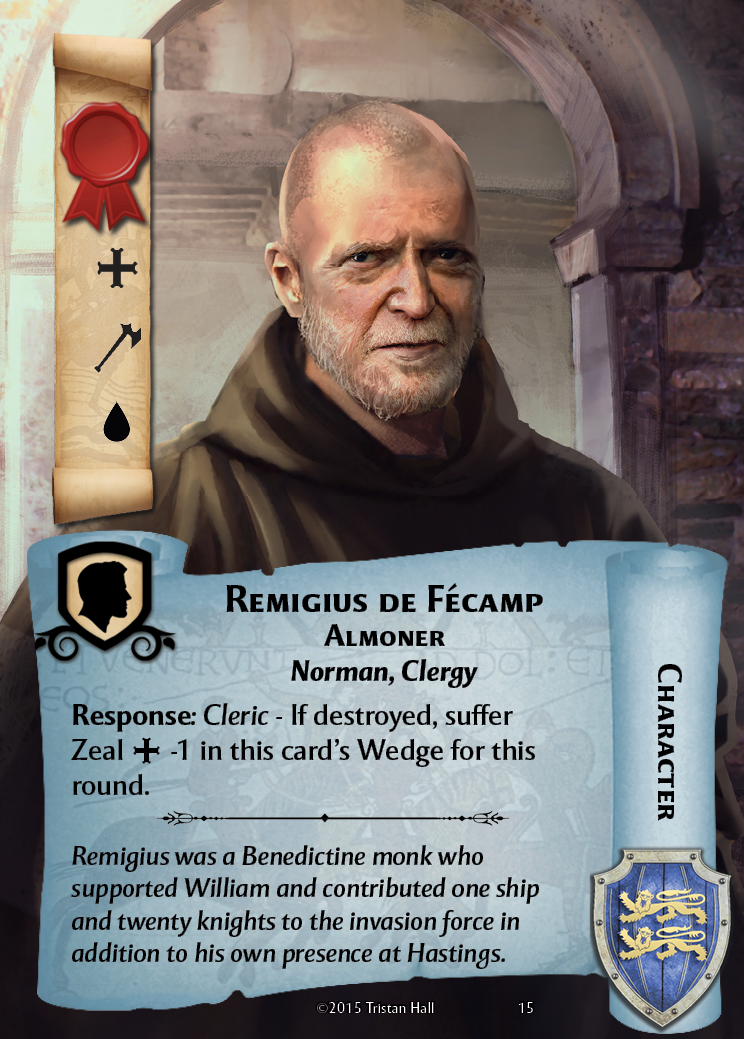 Remigius de Fécamp
Almoner
Norman, Clergy
Response: Cleric - If destroyed, suffer
Zeal -1 in this card's Wedge for this
round.
Remigius was a Benedictine monk who
supported William and contributed one ship
and twenty knights to the invasion force in
addition to his own presence at Hastings.
Character
©2015 Tristan Hall 15